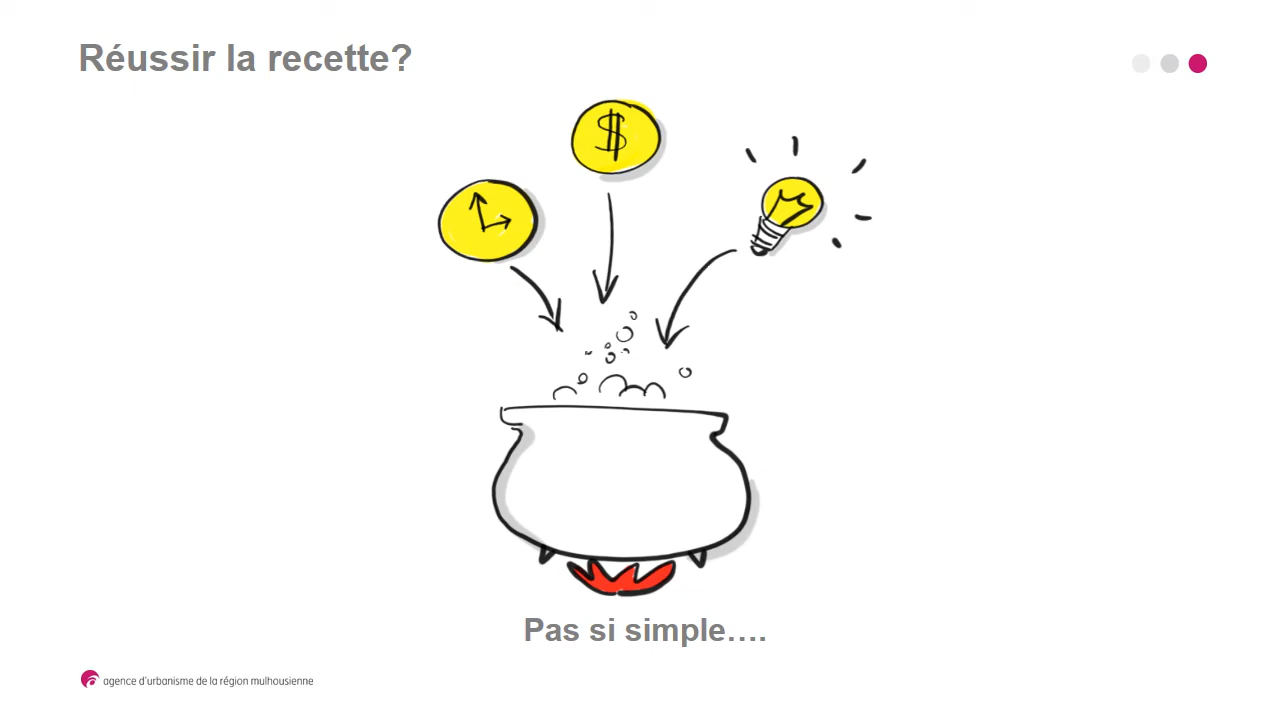 Réussir la recette?
$
Pas si simple….
agence d'urbanisme de la région mulhousienne